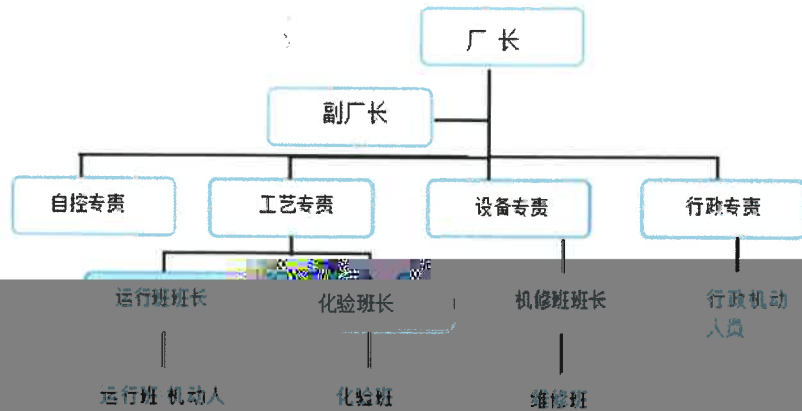 厂 长
副厂长
自控专责
工艺专责
设备专责
行政专责
运行班班长
化验班长
机修班班长
行政机动
人员
运行班 机动人
化验班
维修班